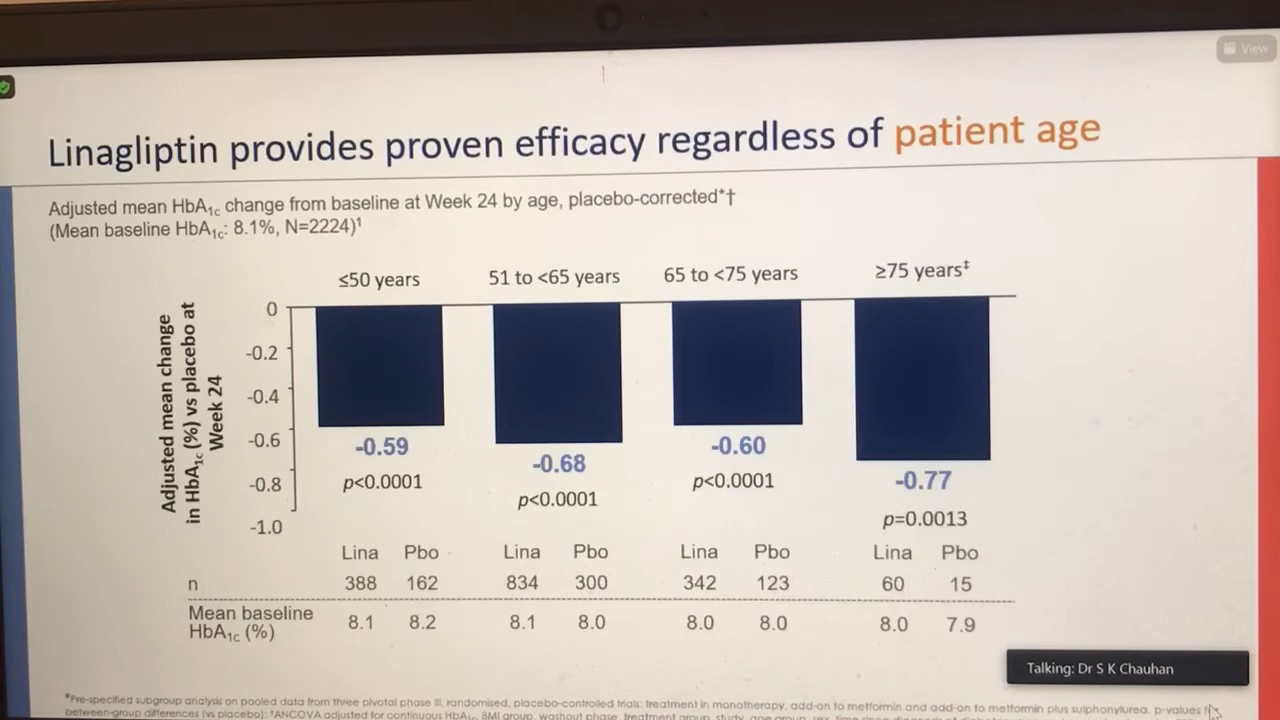 View
Linagliptin provides proven efficacy regardless of patient age
Adjusted mean HbA1c change from baseline at Week 24 by age, placebo-corrected*†
(Mean baseline HbA1c: 8.1%, N=2224)¹
≤50 years 51 to <65 years 65 to <75 years ≥75 years‡
Adjusted mean change
in HbA1c (%) vs placebo at
Week 24
0
-0.2
-0.4
-0.6
-0.8
-1.0
-0.59 -0.68 -0.60 -0.77
p<0.0001 p<0.0001 p<0.0001 p=0.0013
Lina Pbo Lina Pbo Lina Pbo Lina Pbo
n 388 162 834 300 342 123 60 15
Mean baseline
HbA1c (%) 8.1 8.2 8.1 8.0 8.0 8.0 8.0 7.9
Talking: Dr S K Chauhan
*Pre-specified subgroup analysis on pooled data from three pivotal phase III, randomised, placebo-controlled trials: treatment in monotherapy, add-on to metformin and add-on to metformin plus sulphonylurea. p-values
between-group differences (vs placebo); †ANCOVA adjusted for continuous HbA1c, BMI group, washout phase, treatment group, study, age group, sex,